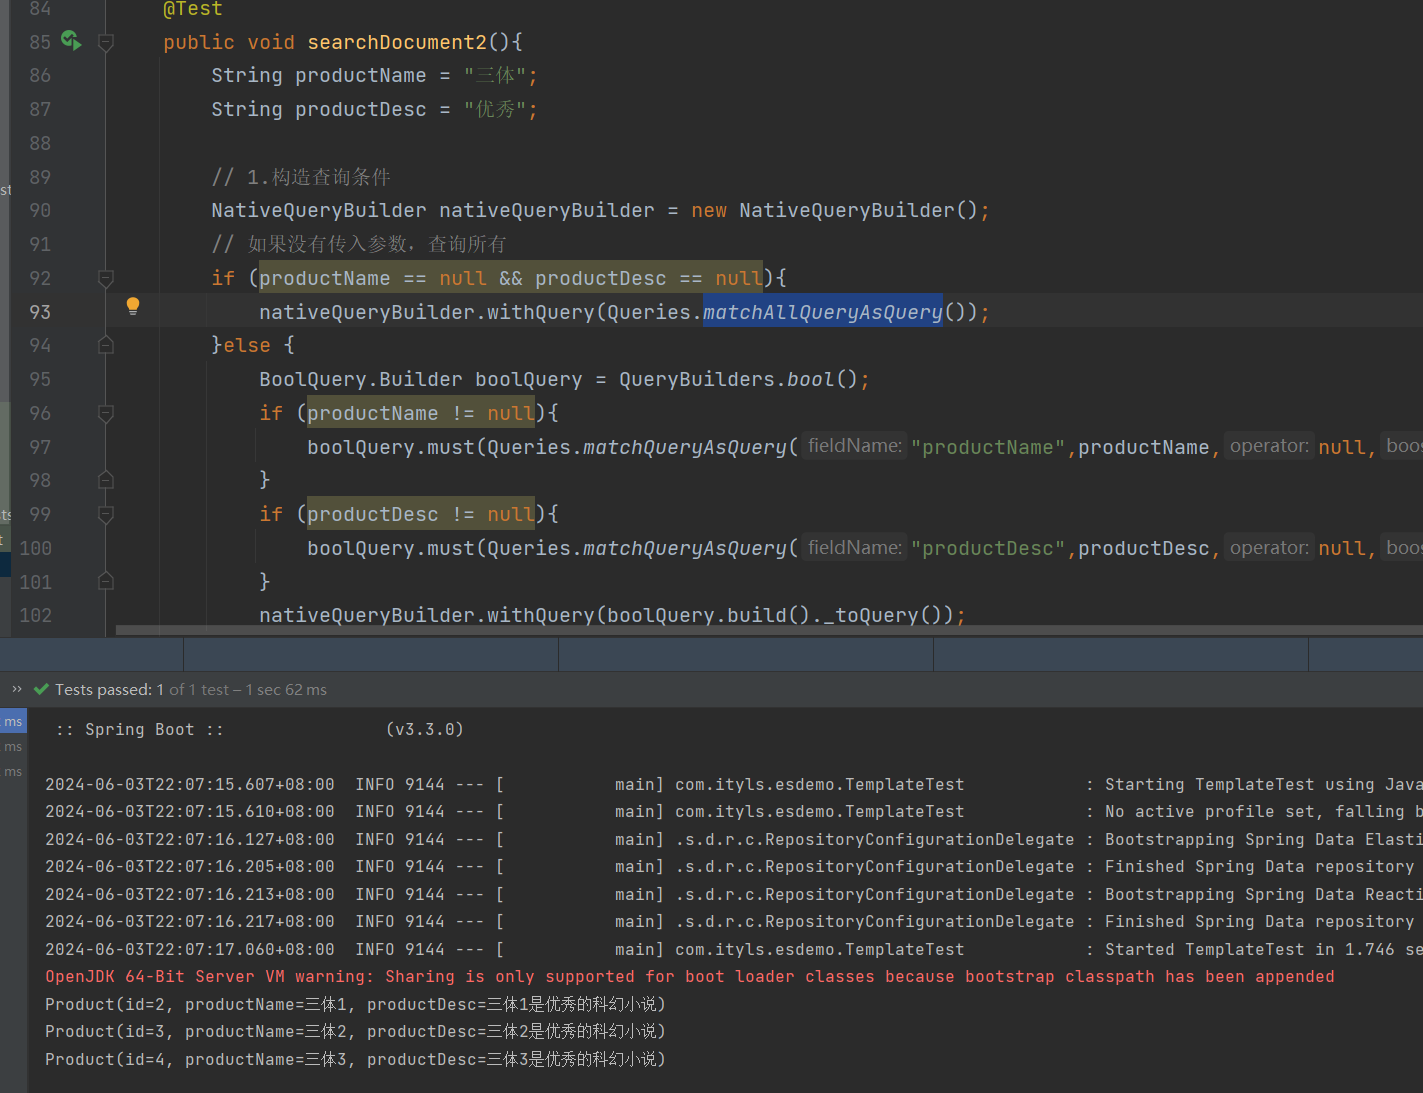 84 @Test
85 public void searchDocument2(){
86 String productName = "三体";
87 String productDesc = "优秀";
88
89 // 1.构造查询条件
90 NativeQueryBuilder nativeQueryBuilder = new NativeQueryBuilder();
91 // 如果没有传入参数，查询所有
92 if (productName == null && productDesc == null){
93 nativeQueryBuilder.withQuery(Queries.matchAllQueryAsQuery());
94 }else {
95 BoolQuery.Builder boolQuery = QueryBuilders.bool();
96 if (productName != null){
97 boolQuery.must(Queries.matchQueryAsQuery( fieldName: "productName",productName, operator: null, boos
98 }
99 if (productDesc != null){
100 boolQuery.must(Queries.matchQueryAsQuery( fieldName: "productDesc",productDesc, operator: null, boos
101 }
102 nativeQueryBuilder.withQuery(boolQuery.build()._toQuery());
st
ts
t
» Tests passed: 1 of 1 test – 1 sec 62 ms
ms
ms
ms
:: Spring Boot :: (v3.3.0)
2024-06-03T22:07:15.607+08:00 INFO 9144 --- [ main] com.ityls.esdemo.TemplateTest : Starting TemplateTest using Java
2024-06-03T22:07:15.610+08:00 INFO 9144 --- [ main] com.ityls.esdemo.TemplateTest : No active profile set, falling b
2024-06-03T22:07:16.127+08:00 INFO 9144 --- [ main] .s.d.r.c.RepositoryConfigurationDelegate : Bootstrapping Spring Data Elasti
2024-06-03T22:07:16.205+08:00 INFO 9144 --- [ main] .s.d.r.c.RepositoryConfigurationDelegate : Finished Spring Data repository
2024-06-03T22:07:16.213+08:00 INFO 9144 --- [ main] .s.d.r.c.RepositoryConfigurationDelegate : Bootstrapping Spring Data Reacti
2024-06-03T22:07:16.217+08:00 INFO 9144 --- [ main] .s.d.r.c.RepositoryConfigurationDelegate : Finished Spring Data repository
2024-06-03T22:07:17.060+08:00 INFO 9144 --- [ main] com.ityls.esdemo.TemplateTest : Started TemplateTest in 1.746 se
OpenJDK 64-Bit Server VM warning: Sharing is only supported for boot loader classes because bootstrap classpath has been appended
Product(id=2, productName=三体1, productDesc=三体1是优秀的科幻小说)
Product(id=3, productName=三体2, productDesc=三体2是优秀的科幻小说)
Product(id=4, productName=三体3, productDesc=三体3是优秀的科幻小说)